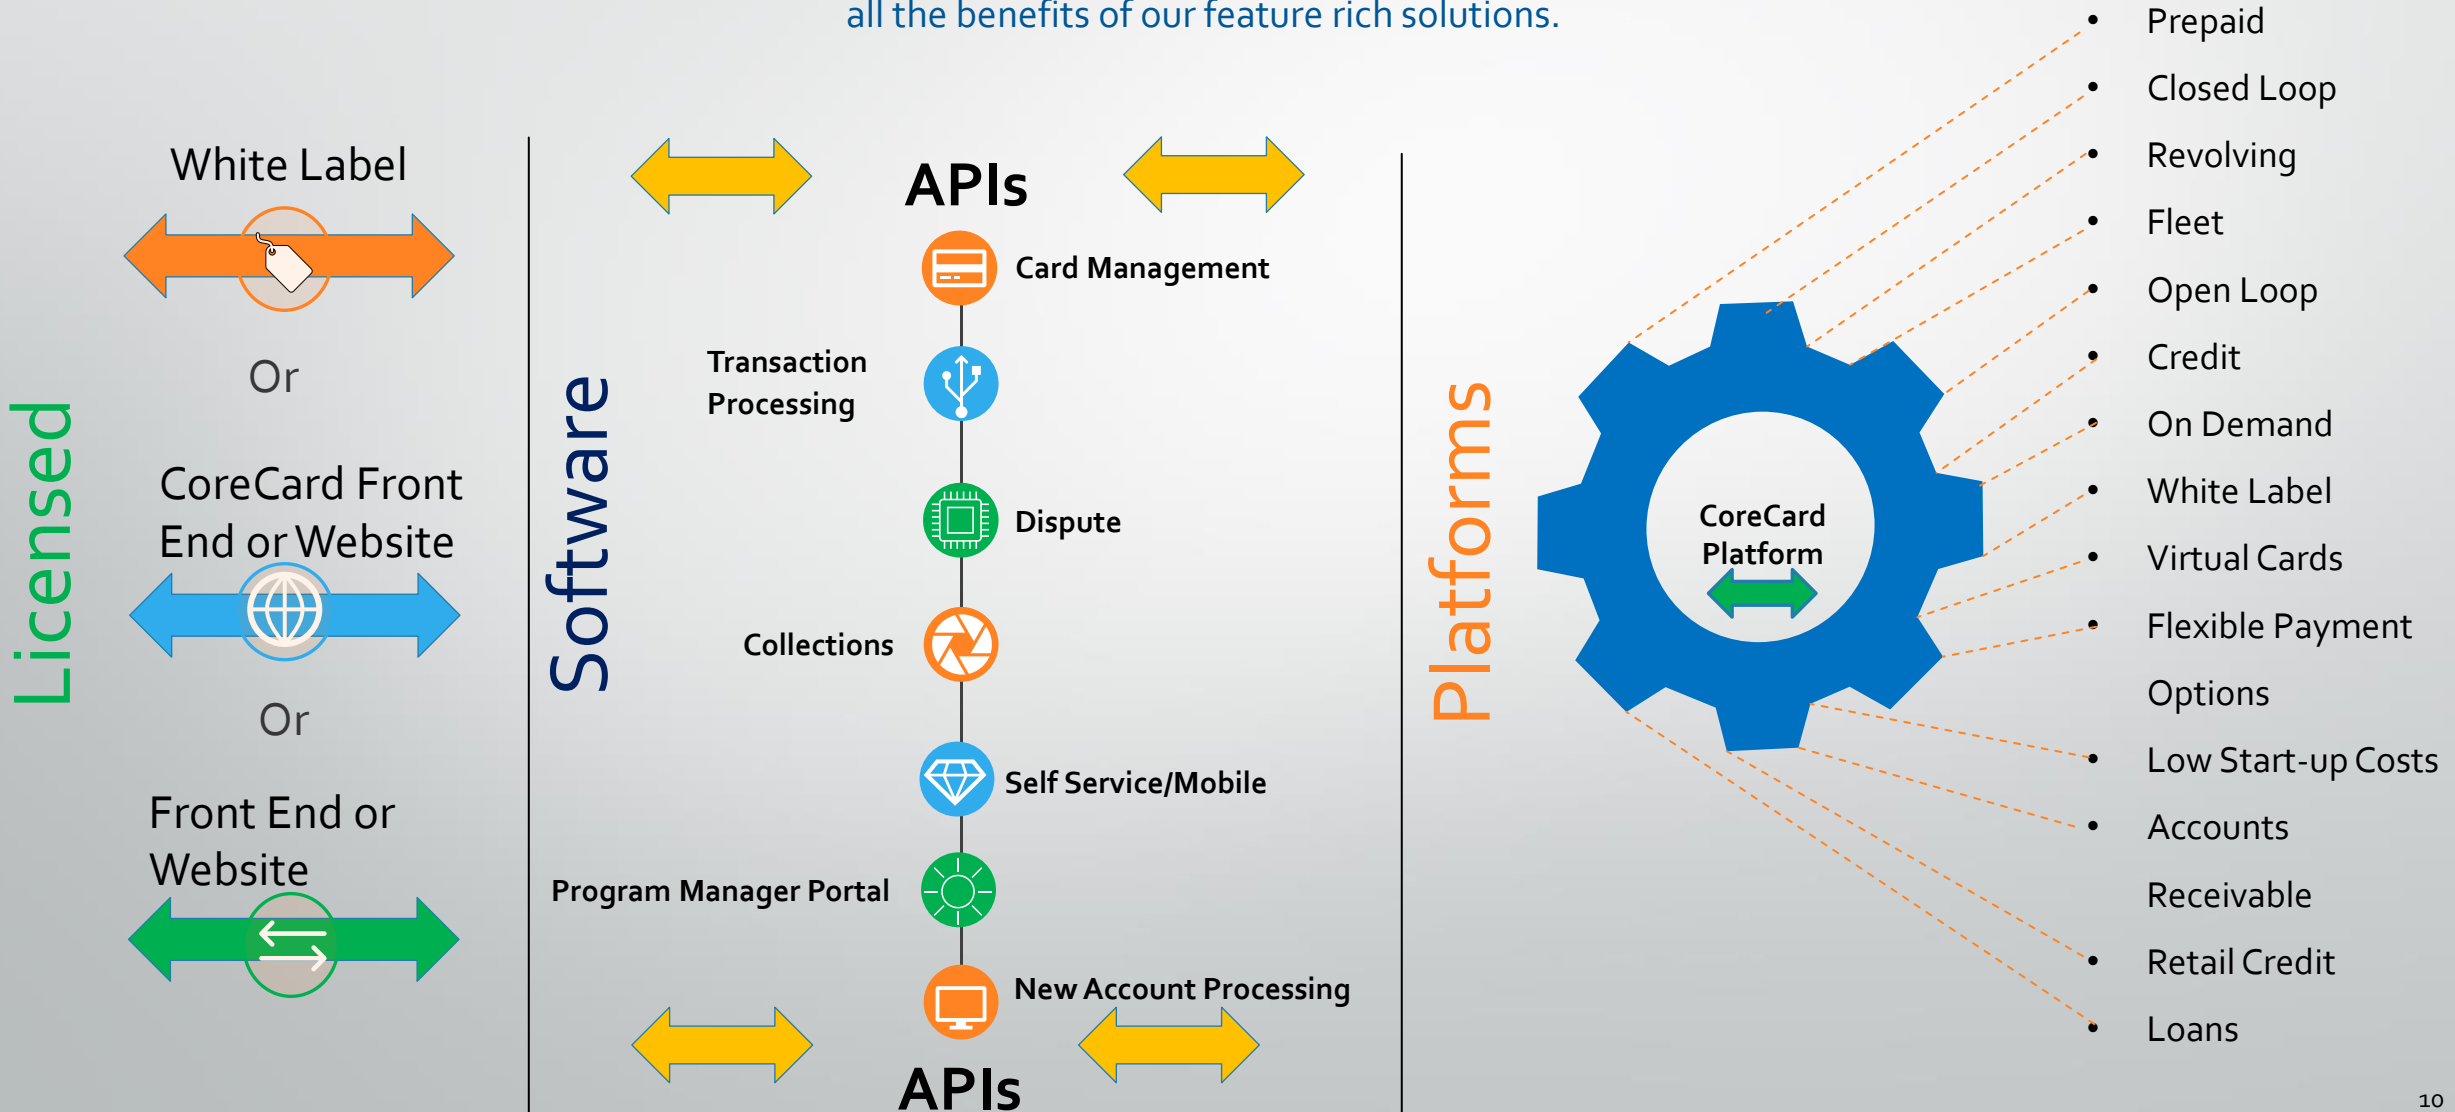 all the benefits of our feature rich solutions.
Licensed
White Label
Or
CoreCard Front
End or Website
Or
Front End or
Website
Software
APIs
Card Management
Transaction
Processing
Dispute
Collections
Self Service/Mobile
Program Manager Portal
New Account Processing
APIs
Platforms
CoreCard
Platform
• Prepaid
• Closed Loop
• Revolving
• Fleet
• Open Loop
• Credit
• On Demand
• White Label
• Virtual Cards
• Flexible Payment
Options
• Low Start-up Costs
• Accounts
Receivable
• Retail Credit
• Loans
10